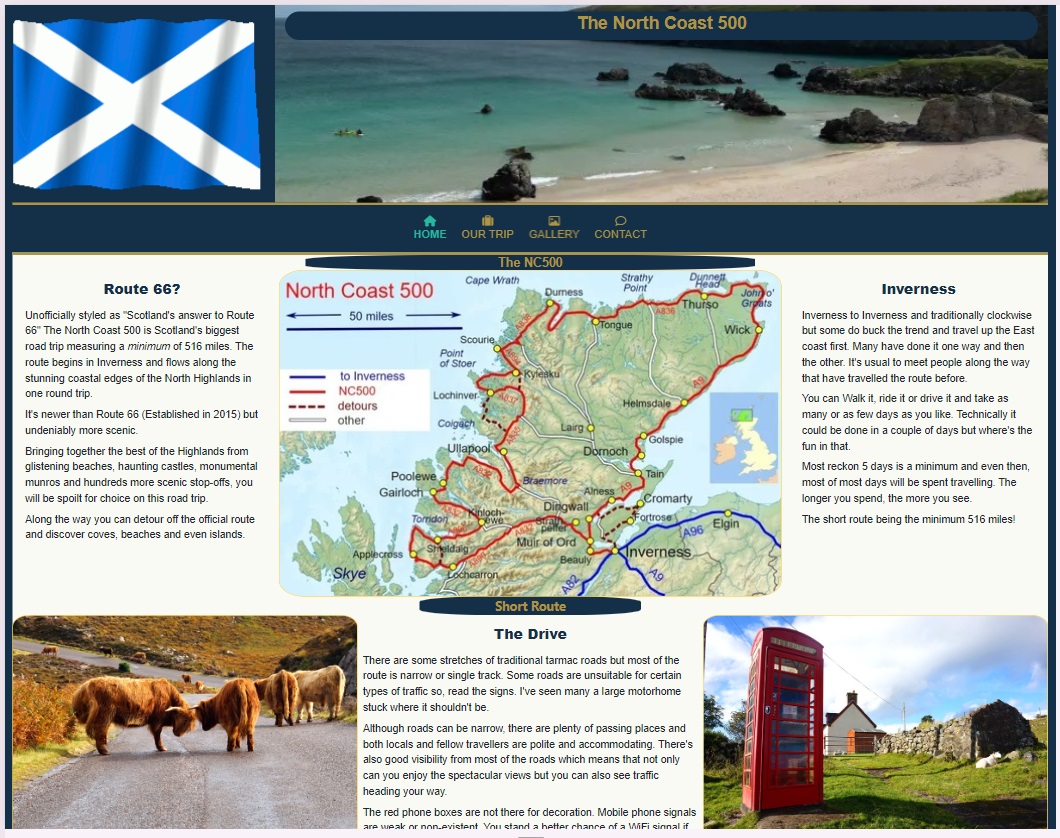 The North Coast 500
HOME
OUR TRIP
GALLERY
CONTACT
The NC500
Route 66?
Unofficially styled as "Scotland's answer to Route
66" The North Coast 500 is Scotland's biggest
road trip measuring a minimum of 516 miles. The
route begins in Inverness and flows along the
stunning coastal edges of the North Highlands in
one round trip.
It's newer than Route 66 (Established in 2015) but
undeniably more scenic.
Bringing together the best of the Highlands from
glistening beaches, haunting castles, monumental
munros and hundreds more scenic stop-offs, you
will be spoilt for choice on this road trip.
Along the way you can detour off the official route
and discover coves, beaches and even islands.
North Coast 500
50 miles
to Inverness
NC500
detours
other
Cape Wrath
Durness
Strathy
Point
Dunnett
Head
John o'
Groats
Thurso
A836
Tongue
Wick
A838
Scourie
Point
of Stoer
Kylesku
A894
Lochinver
A837
Helmsdale
A9
Coigach
A835
Lairg
Golspie
Ullapool
Dornoch
Tain
Poolewe
A832
Braemore
Gairloch
Alness
A9
Cromarty
Dingwall
Kinloch-
ewe
A832
Fortrose
Torridon
Strath-
peffer
Elgin
A96
Muir of Ord
Applecross
Shieldaig
A890
Beauly
Inverness
Skye
Lochcarron
A82
A9
Inverness
Inverness to Inverness and traditionally clockwise
but some do buck the trend and travel up the East
coast first. Many have done it one way and then
the other. It's usual to meet people along the way
that have travelled the route before.
You can Walk it, ride it or drive it and take as
many or as few days as you like. Technically it
could be done in a couple of days but where's the
fun in that.
Most reckon 5 days is a minimum and even then,
most of most days will be spent travelling. The
longer you spend, the more you see.
The short route being the minimum 516 miles!
Short Route
The Drive
There are some stretches of traditional tarmac roads but most of the
route is narrow or single track. Some roads are unsuitable for certain
types of traffic so, read the signs. I've seen many a large motorhome
stuck where it shouldn't be.
Although roads can be narrow, there are plenty of passing places and
both locals and fellow travellers are polite and accommodating. There's
also good visibility from most of the roads which means that not only
can you enjoy the spectacular views but you can also see traffic
heading your way.
The red phone boxes are not there for decoration. Mobile phone signals
are weak or non-existent. You stand a better chance of a WiFi signal if